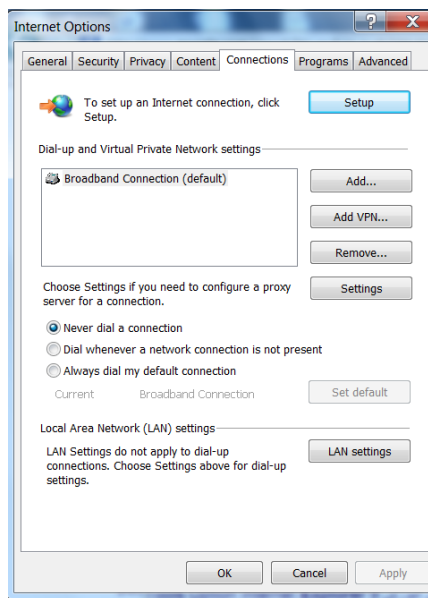 Internet Options
General Security Privacy Content Connections Programs Advanced
To set up an Internet connection, click
Setup.
Setup
Dial-up and Virtual Private Network settings
Broadband Connection (default)
Add...
Add VPN...
Remove...
Choose Settings if you need to configure a proxy
server for a connection.
Settings
Never dial a connection
Dial whenever a network connection is not present
Always dial my default connection
Current Broadband Connection Set default
Local Area Network (LAN) settings
LAN Settings do not apply to dial-up
connections. Choose Settings above for dial-up
settings.
LAN settings
OK Cancel Apply